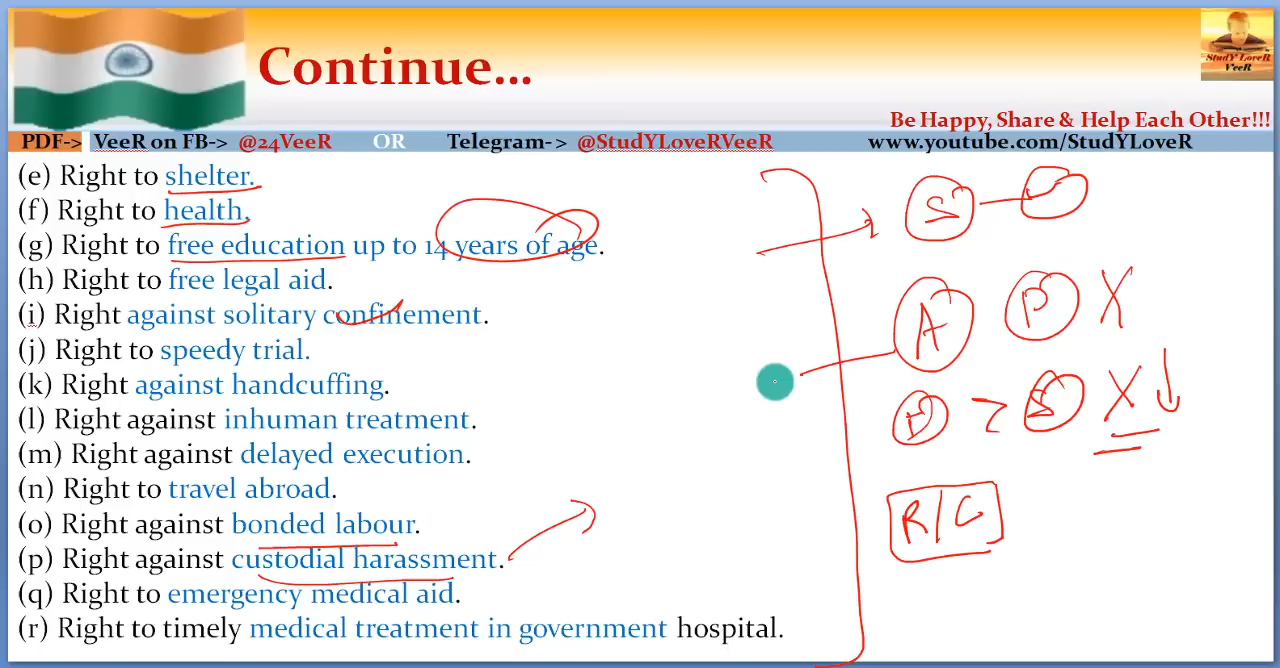 Continue...
StudY LoveR
VeeR
Be Happy, Share & Help Each Other!!!
PDF-> VeeR on FB-> @24VeeR OR Telegram-> @StudYLoveRVeeR www.youtube.com/StudYLoveR
(e) Right to shelter.
(f) Right to health,
(g) Right to free education up to 14 years of age.
(h) Right to free legal aid.
(i) Right against solitary confinement.
(j) Right to speedy trial.
(k) Right against handcuffing.
(l) Right against inhuman treatment.
(m) Right against delayed execution.
(n) Right to travel abroad.
(o) Right against bonded labour.
(p) Right against custodial harassment.
(q) Right to emergency medical aid.
(r) Right to timely medical treatment in government hospital.
S
A P X
D S X
R/C